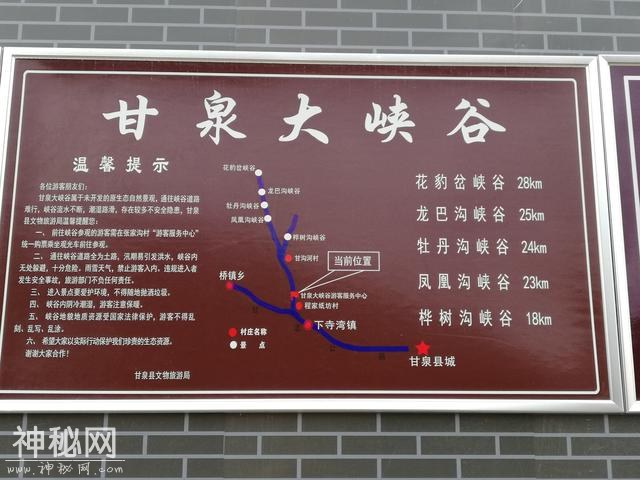 甘泉大峡谷
温馨提示
各位游客朋友们：
甘泉大峡谷属于未开发的原生态自然景观，通往峡谷道路
难行，峡谷流水不断，潮湿路滑，存在较多不安全隐患，甘泉
县文物旅游局温馨提醒您：
一、 前往峡谷参观的游客需在张家沟村“游客服务中心”
统一购票乘坐观光车前往参观。
二、 通往峡谷道路全为土路，汛期易引发洪水，峡谷内
无处躲避，十分危险。雨雪天气，禁止游客入内。违规进入者
发生安全事故，旅游部门不负任何责任。
三、 进入景点要爱护环境，不得随地抛洒垃圾。
四、 峡谷内阴冷潮湿，游客注意保暖。
五、 峡谷地貌地质资源受国家法律保护，游客不得乱
刻、乱写、乱涂。
六、 希望大家以实际行动保护我们珍贵的生态资源。
谢谢大家合作！
甘泉县文物旅游局
花豹岔峡谷
龙巴沟峡谷
牡丹沟峡谷
凤凰沟峡谷
桦树沟峡谷
甘沟河村
当前位置
桥镇乡
甘泉大峡谷游客服务中心
程家纸坊村
下寺湾镇
村庄名称
景 点
甘泉县城
花豹岔峡谷 28km
龙巴沟峡谷 25km
牡丹沟峡谷 24km
凤凰沟峡谷 23km
桦树沟峡谷 18km
神秘网
www.神秘网.com